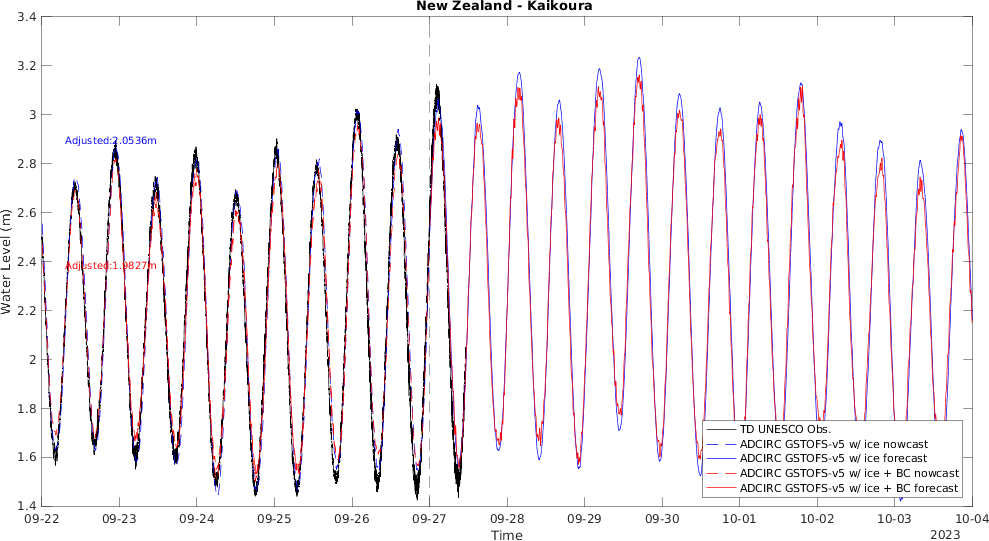 New Zealand - Kaikoura
3.4
3.2
3
2.8
2.6
2.4
2.2
2
1.8
1.6
1.4
Water Level (m)
Adjusted:2.0536m
Adjusted:1.9827m
TD UNESCO Obs.
ADCIRC GSTOFS-v5 w/ ice nowcast
ADCIRC GSTOFS-v5 w/ ice forecast
ADCIRC GSTOFS-v5 w/ ice + BC nowcast
ADCIRC GSTOFS-v5 w/ ice + BC forecast
09-22 09-23 09-24 09-25 09-26 09-27 09-28 09-29 09-30 10-01 10-02 10-03 10-04
Time
2023